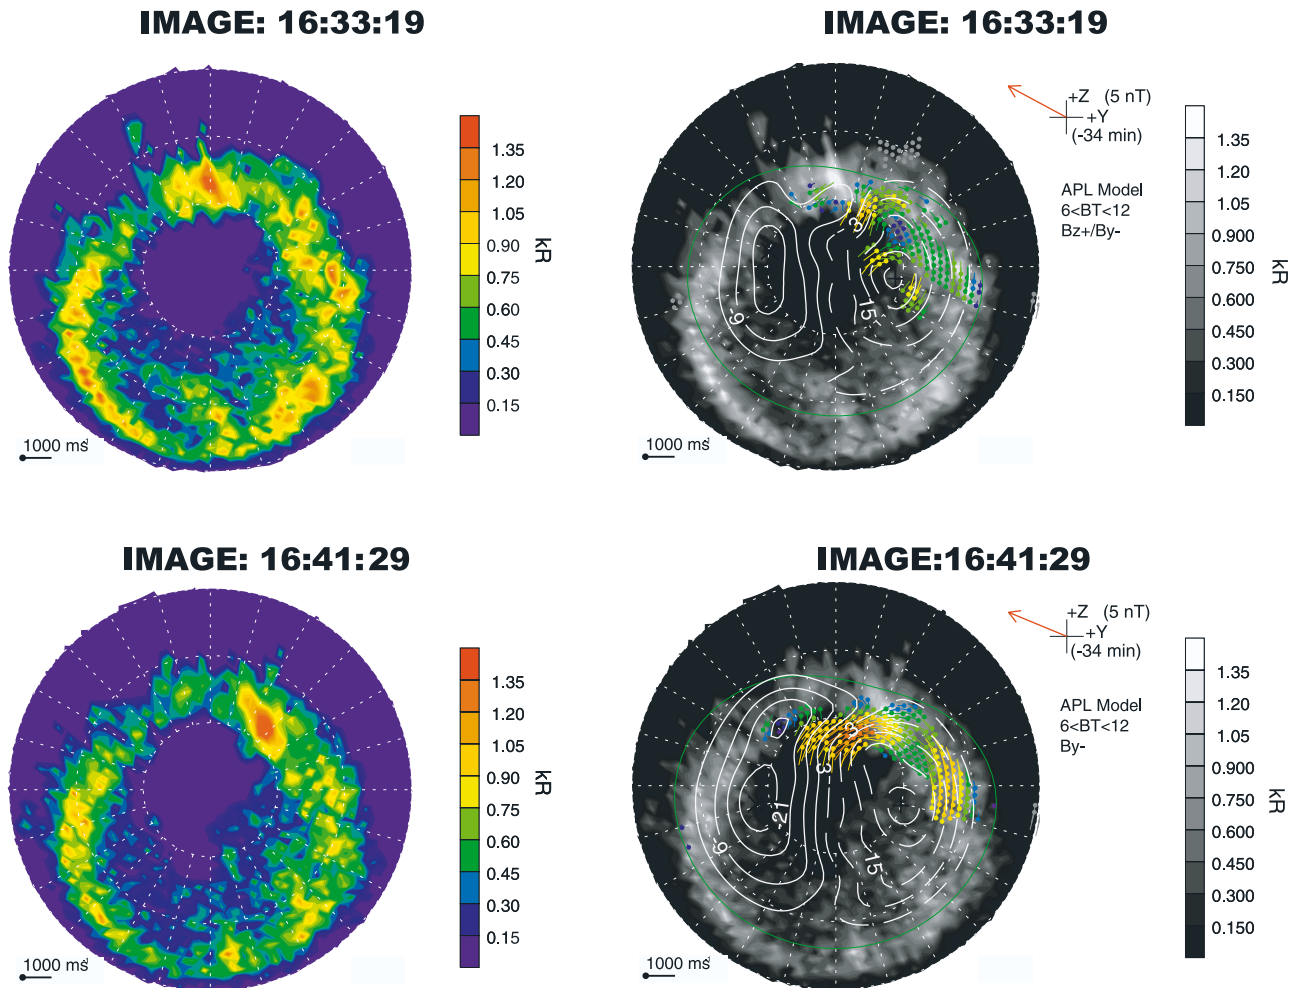 IMAGE: 16:33:19
1.35
1.20
1.05
0.90
0.75
0.60
0.45
0.30
0.15
kR
1000 ms
IMAGE: 16:33:19
+Z (5 nT)
+Y
(-34 min)
APL Model
6<BT<12
Bz+/By-
-9
3
15
1.35
1.20
1.05
0.900
0.750
0.600
0.450
0.300
0.150
kR
1000 ms
IMAGE: 16:41:29
1.35
1.20
1.05
0.90
0.75
0.60
0.45
0.30
0.15
kR
1000 ms
IMAGE:16:41:29
+Z (5 nT)
+Y
(-34 min)
APL Model
6<BT<12
By-
3
3
-21
-9
15
1.35
1.20
1.05
0.900
0.750
0.600
0.450
0.300
0.150
kR
1000 ms